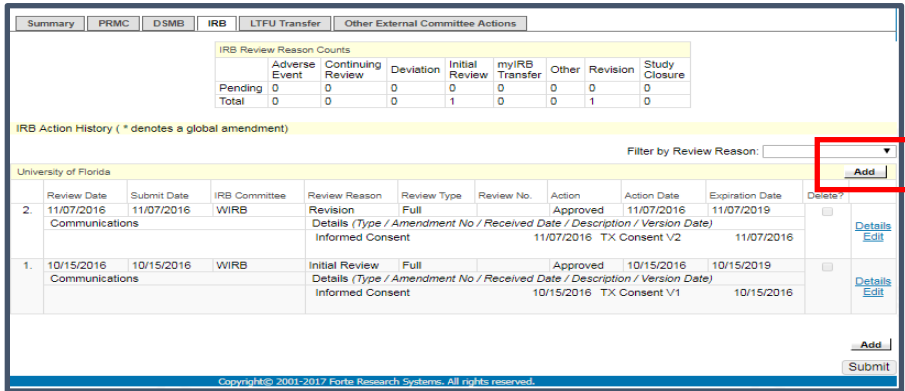 Summary PRMC DSMB IRB LTFU Transfer Other External Committee Actions
IRB Review Reason Counts
Adverse Event Continuing Review Deviation Initial Review myIRB Transfer Other Revision Study Closure
Pending 0 0 0 0 0 0 0 0
Total 0 0 0 1 0 0 1 0
IRB Action History ( * denotes a global amendment)
Filter by Review Reason:
University of Florida Add
Review Date Submit Date IRB Committee Review Reason Review Type Review No. Action Action Date Expiration Date Delete?
2. 11/07/2016 11/07/2016 WIRB Revision Full Approved 11/07/2016 11/07/2019
Communications Details (Type / Amendment No / Received Date / Description / Version Date) Details
Informed Consent 11/07/2016 TX Consent V2 11/07/2016 Edit
1. 10/15/2016 10/15/2016 WIRB Initial Review Full Approved 10/15/2016 10/15/2019
Communications Details (Type / Amendment No / Received Date / Description / Version Date) Details
Informed Consent 10/15/2016 TX Consent V1 10/15/2016 Edit
Add
Submit
Copyright© 2001-2017 Forte Research Systems. All rights reserved.